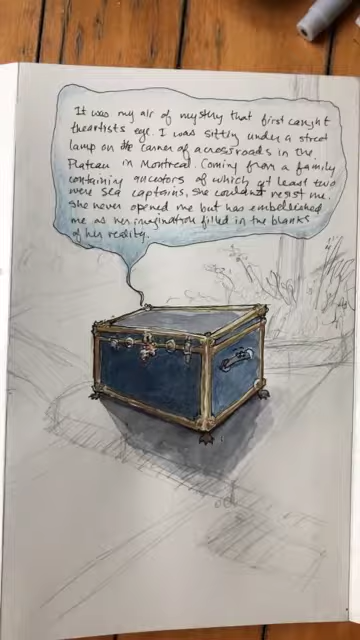 It was my air of mystery that first caught
theartists eye. I was sitting under a street
lamp on the corner of a crossroads in the
Plateau in Montreal. Coming from a family
containing ancestors of which at least two
were sea captains, she couldn't resist me.
She never opened me but has embellished
me as her imagination filled in the blanks
of her reality.